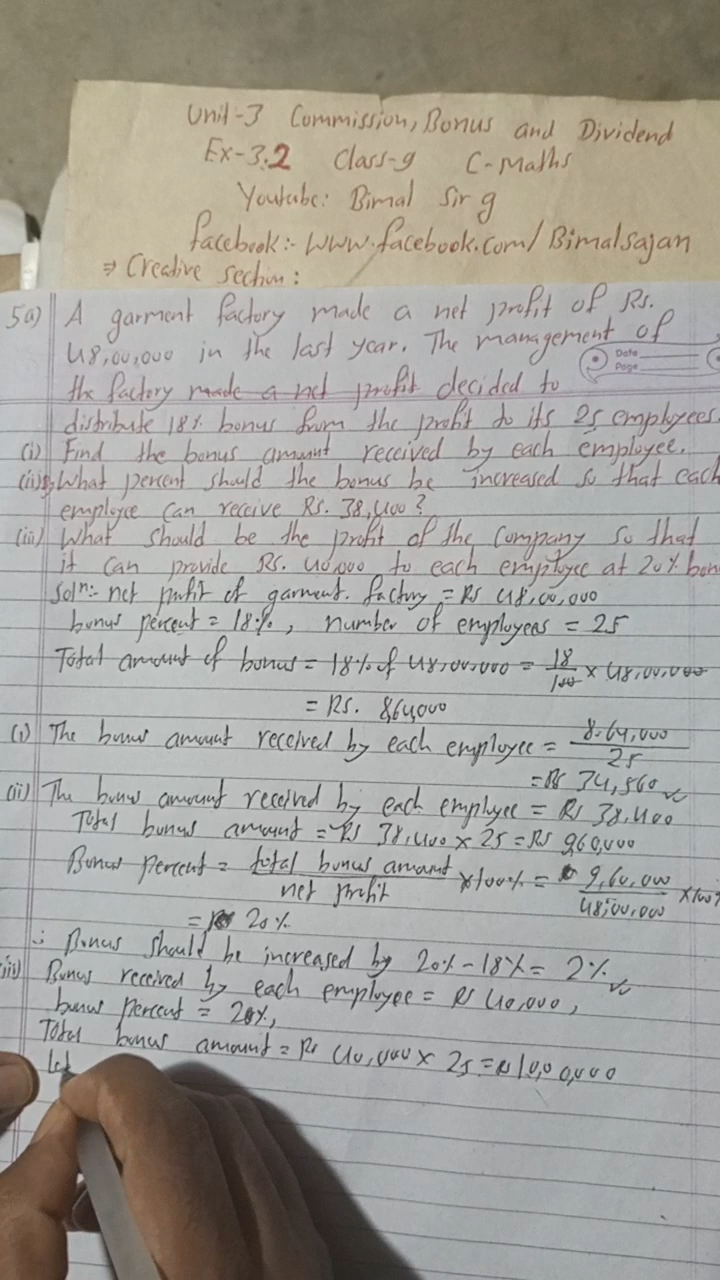 Unit-3 Commission, Bonus and Dividend
Ex-3.2 Class-9 C-Maths
Youtube: Bimal Sir g
facebook:- www.facebook.com/Bimalsajan
⇒ Creative section:
5a) A garment factory made a net profit of Rs.
48,00,000 in the last year. The management of
Date
Page
the factory made a net profit decided to
distribute 18% bonus from the profit to its 25 employees.
(i) Find the bonus amount received by each employee.
(ii) What percent should the bonus be increased so that each
employee can receive Rs. 38,400?
(iii) What should be the profit of the company so that
it can provide Rs. 40,000 to each employee at 20% bon
Soln:- net profit of garment. factory = Rs 48,00,000
bonus percent = 18%, number of employees = 25
Total amount of bonus = 18% of 48,00,000 = 18/100 × 48,00,000
= Rs. 8,64,000
(i) The bonus amount received by each employee = 8,64,000/25
= Rs 34,560
(ii) The bonus amount received by each employee = Rs 38,400
Total bonus amount = Rs 38,400 × 25 = Rs 9,60,000
Bonus percent = total bonus amount/net profit × 100% = 9,60,000/48,00,000 × 100%
= 20%
∴ Bonus should be increased by 20% - 18% = 2%
iii) Bonus received by each employee = Rs 40,000,
bonus percent = 20%,
Total bonus amount = Rs 40,000 × 25 = Rs 10,00,000
Let